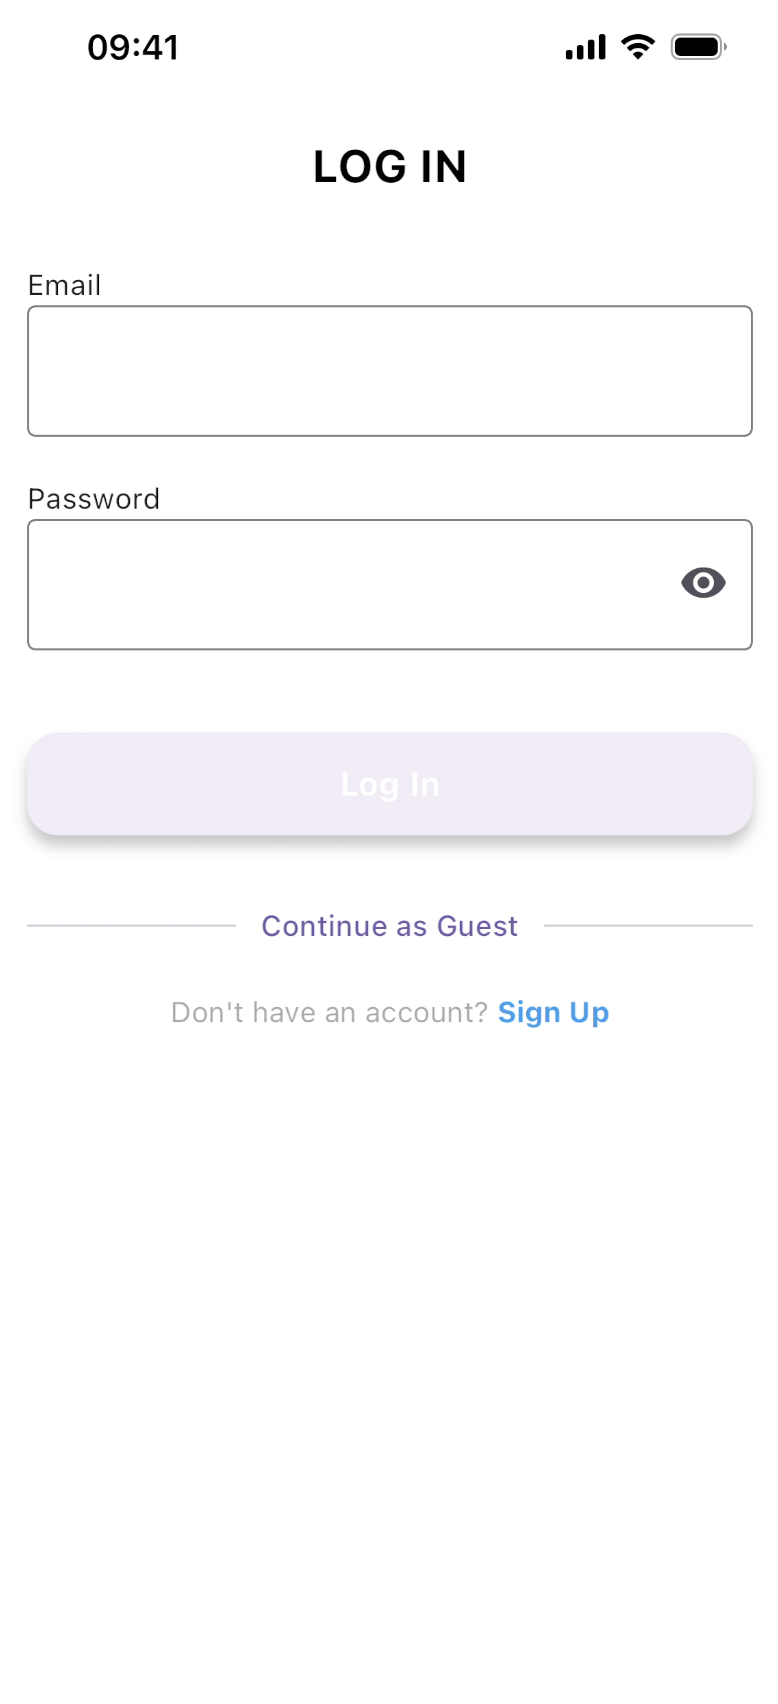 09:41
LOG IN
Email
Password
Log In
Continue as Guest
Don't have an account? Sign Up